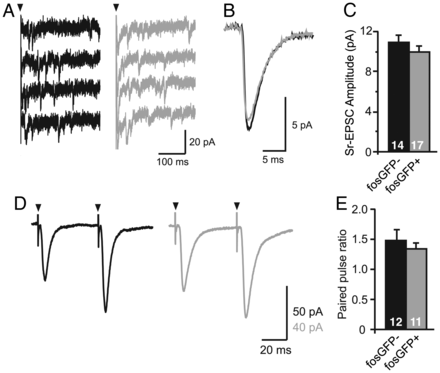 A
B
C
20 pA
100 ms
5 pA
5 ms
Sr-EPSC Amplitude (pA)
12
8
4
0
14
17
fosGFP-
fosGFP+
D
E
50 pA
40 pA
20 ms
Paired pulse ratio
2.0
1.5
1.0
0.5
0
12
11
fosGFP-
fosGFP+